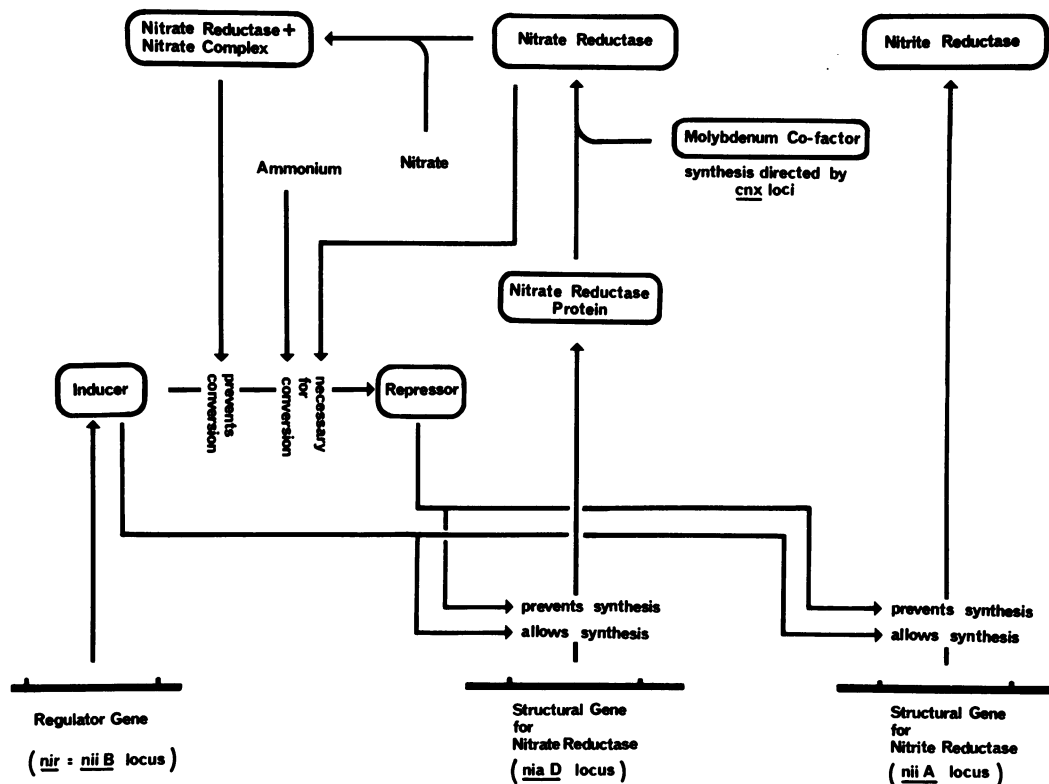 Nitrate Reductase +
Nitrate Complex
Nitrate Reductase
Nitrite Reductase
Molybdenum Co-factor
synthesis directed by
cnx loci
Ammonium
Nitrate
Nitrate Reductase
Protein
Inducer
prevents
conversion
necessary
for
conversion
Repressor
prevents synthesis
allows synthesis
prevents synthesis
allows synthesis
Regulator Gene
(nir : nii B locus)
Structural Gene
for
Nitrate Reductase
(nia D locus)
Structural Gene
for
Nitrite Reductase
(nii A locus)